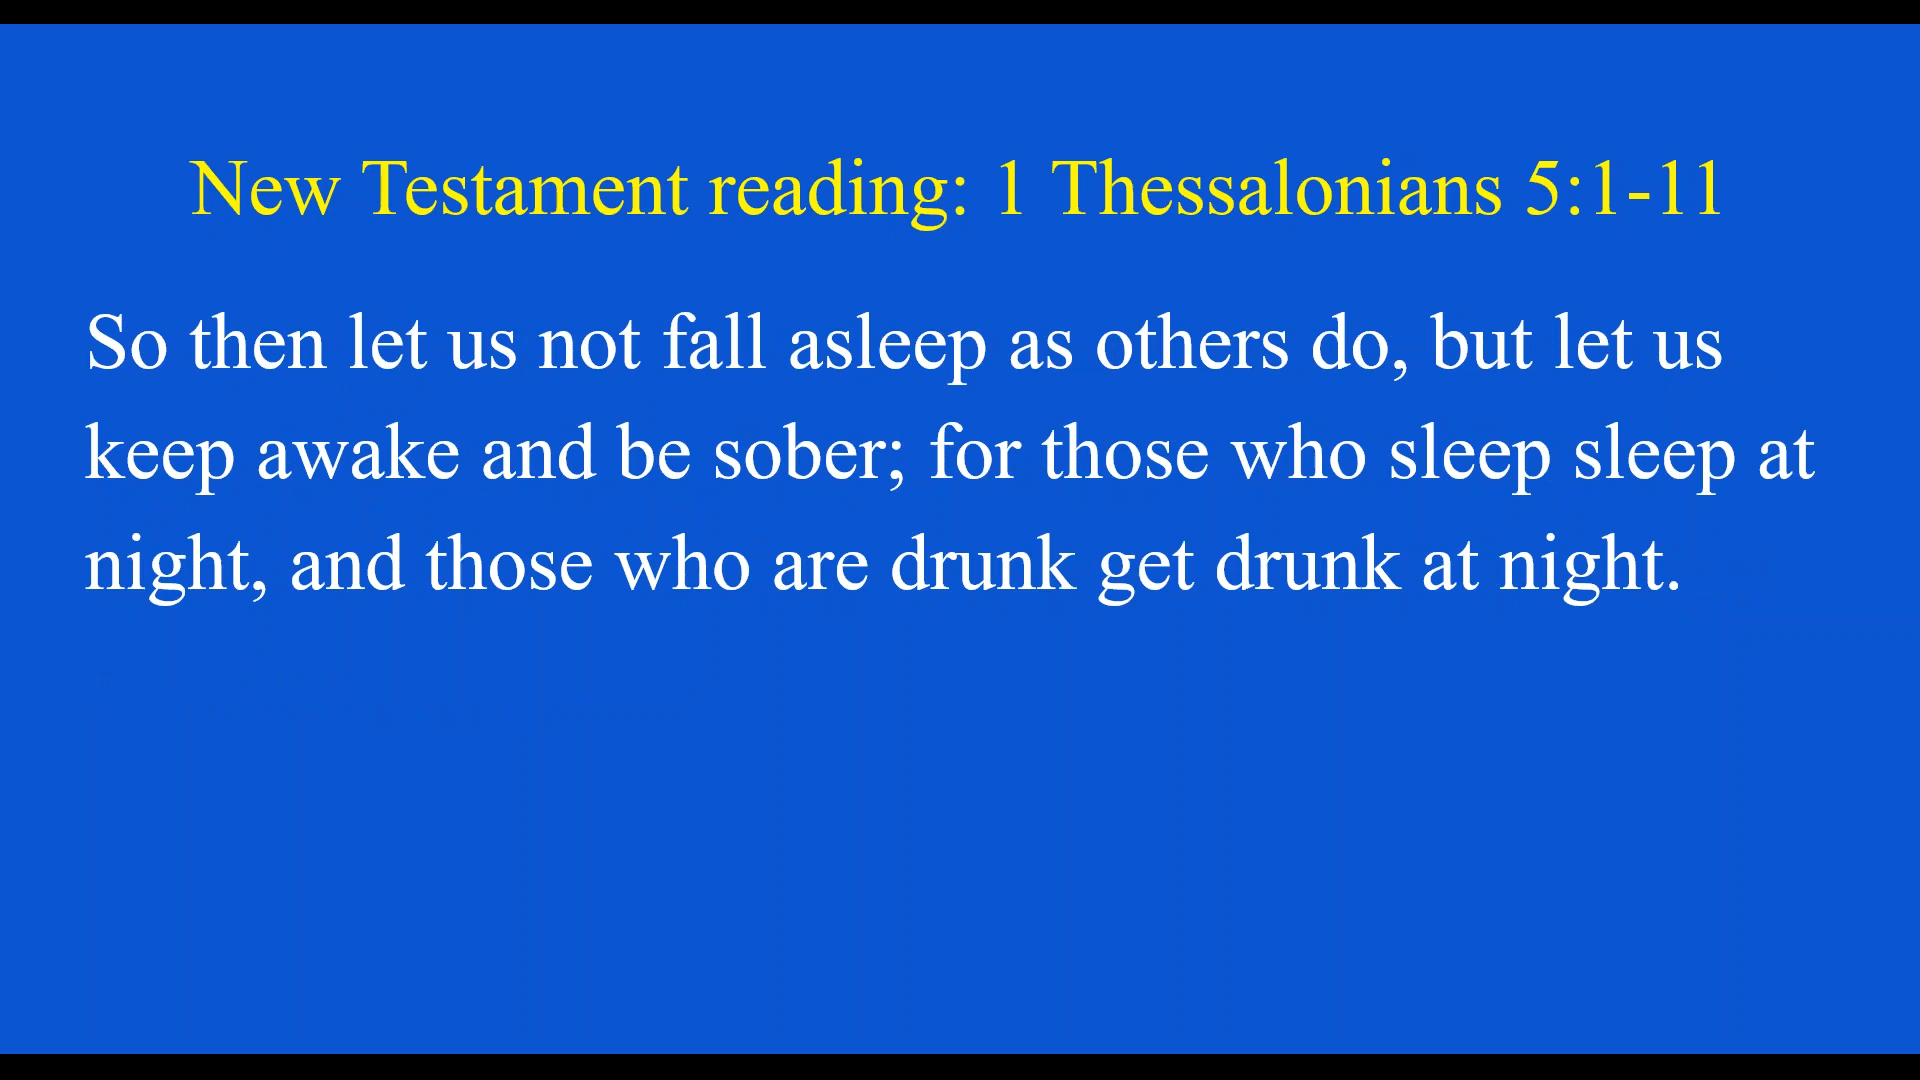 New Testament reading: 1 Thessalonians 5:1-11
So then let us not fall asleep as others do, but let us
keep awake and be sober; for those who sleep sleep at
night, and those who are drunk get drunk at night.